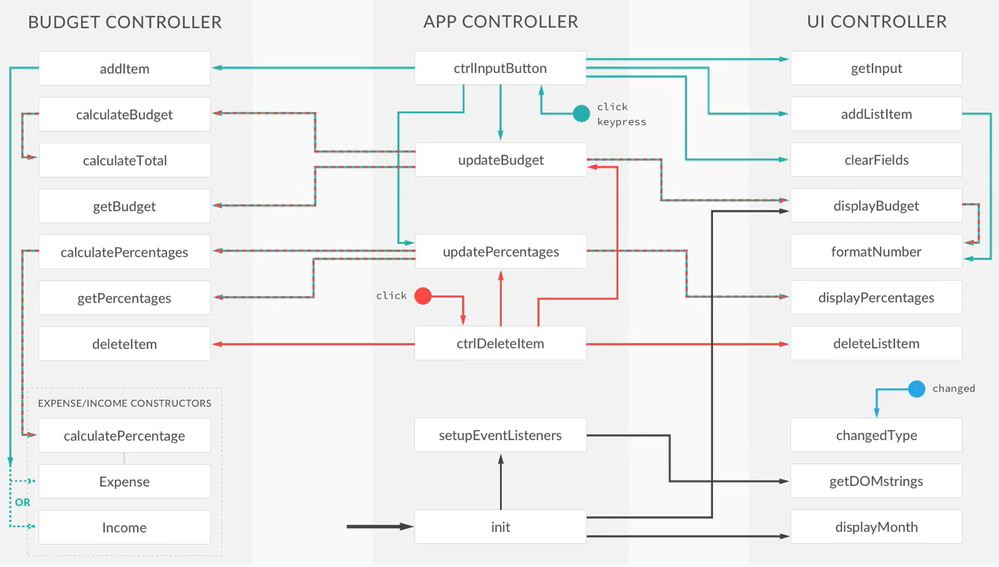 BUDGET CONTROLLER
addItem
calculateBudget
calculateTotal
getBudget
calculatePercentages
getPercentages
deleteItem
EXPENSE/INCOME CONSTRUCTORS
calculatePercentage
Expense
OR
Income
APP CONTROLLER
ctrlInputButton
click
keypress
updateBudget
updatePercentages
click
ctrlDeleteItem
setupEventListeners
init
UI CONTROLLER
getInput
addListItem
clearFields
displayBudget
formatNumber
displayPercentages
deleteListItem
changed
changedType
getDOMstrings
displayMonth